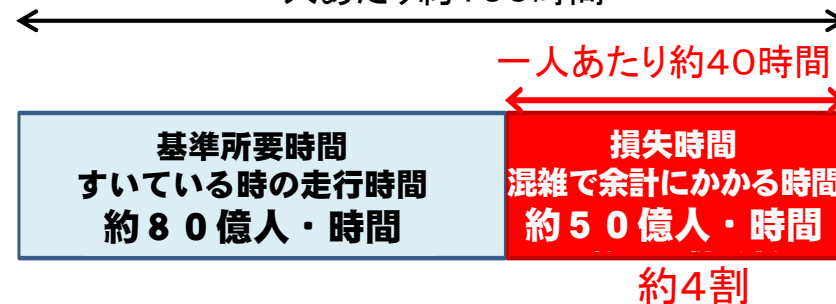 一人あたり約40時間
基準所要時間
すいている時の走行時間
約80億人・時間
損失時間
混雑で余計にかかる時間
約50億人・時間
約4割